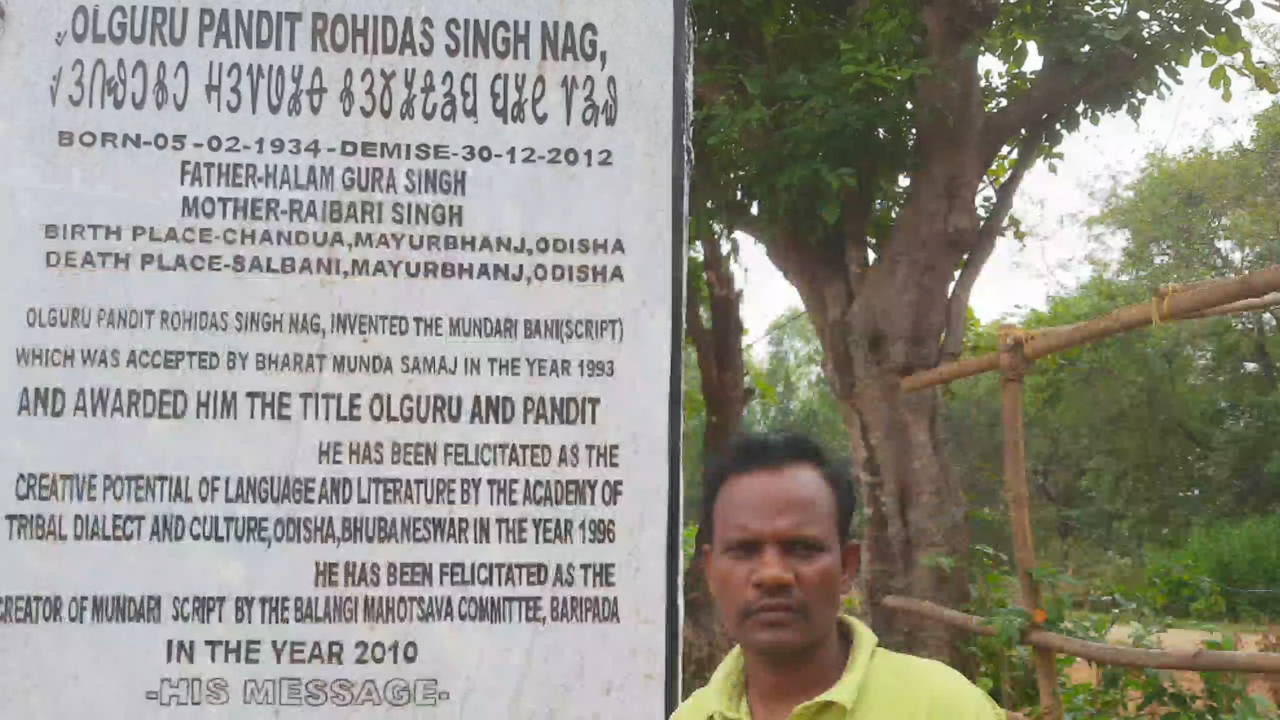 OLGURU PANDIT ROHIDAS SINGH NAG,
BORN-05-02-1934-DEMISE-30-12-2012
FATHER-HALAM GURA SINGH
MOTHER-RAIBARI SINGH
BIRTH PLACE-CHANDUA,MAYURBHANJ,ODISHA
DEATH PLACE-SALBANI,MAYURBHANJ,ODISHA
OLGURU PANDIT ROHIDAS SINGH NAG, INVENTED THE MUNDARI BANI(SCRIPT)
WHICH WAS ACCEPTED BY BHARAT MUNDA SAMAJ IN THE YEAR 1993
AND AWARDED HIM THE TITLE OLGURU AND PANDIT
HE HAS BEEN FELICITATED AS THE
CREATIVE POTENTIAL OF LANGUAGE AND LITERATURE BY THE ACADEMY OF
TRIBAL DIALECT AND CULTURE,ODISHA,BHUBANESWAR IN THE YEAR 1996
HE HAS BEEN FELICITATED AS THE
CREATOR OF MUNDARI SCRIPT BY THE BALANGI MAHOTSAVA COMMITTEE, BARIPADA
IN THE YEAR 2010
-HIS MESSAGE-